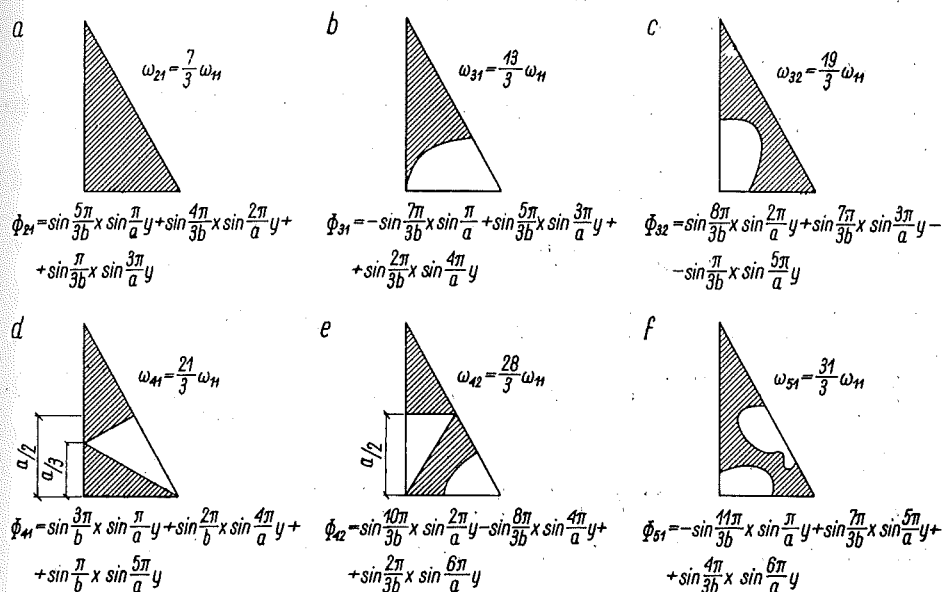 a
ω₂₁ = 7/3 ω₁₁
Φ₂₁ = sin 5π/3b x sin π/a y + sin 4π/3b x sin 2π/a y +
+ sin π/3b x sin 3π/a y
b
ω₃₁ = 13/3 ω₁₁
Φ₃₁ = −sin 7π/3b x sin π/a + sin 5π/3b x sin 3π/a y +
+ sin 2π/3b x sin 4π/a y
c
ω₃₂ = 19/3 ω₁₁
Φ₃₂ = sin 8π/3b x sin 2π/a y + sin 7π/3b x sin 3π/a y −
− sin π/3b x sin 5π/a y
d
ω₄₁ = 21/3 ω₁₁
a/2
a/3
Φ₄₁ = sin 3π/b x sin π/a y + sin 2π/b x sin 4π/a y +
+ sin π/b x sin 5π/a y
e
ω₄₂ = 28/3 ω₁₁
a/2
Φ₄₂ = sin 10π/3b x sin 2π/a y − sin 8π/3b x sin 4π/a y +
+ sin 2π/3b x sin 6π/a y
f
ω₅₁ = 31/3 ω₁₁
Φ₅₁ = −sin 11π/3b x sin π/a y + sin 7π/3b x sin 5π/a y +
+ sin 4π/3b x sin 6π/a y